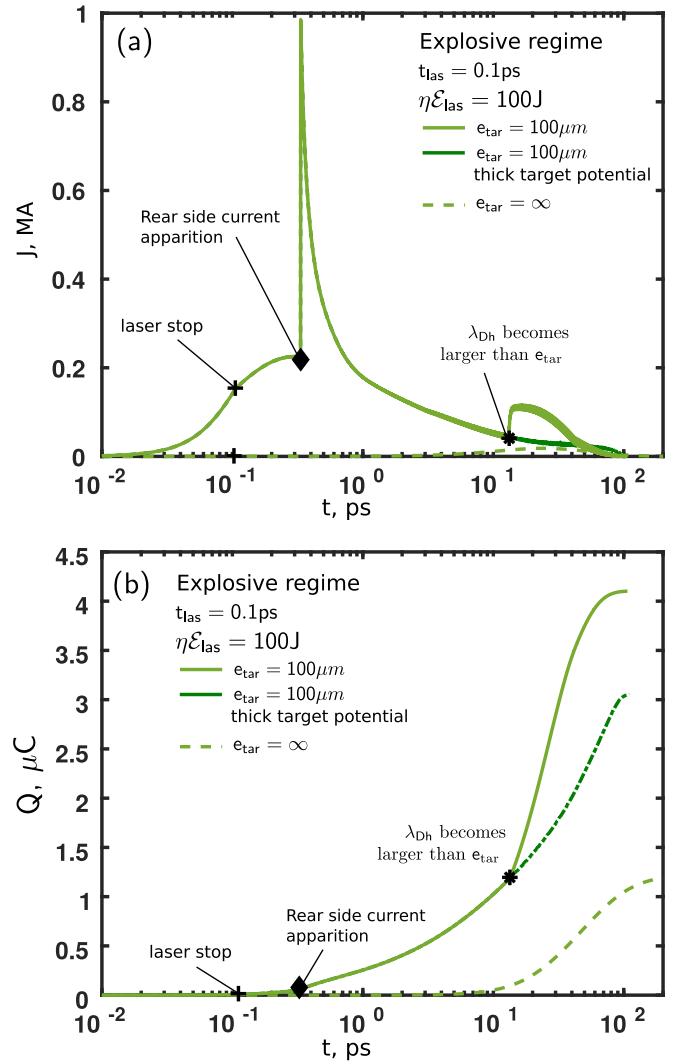 (a)
Explosive regime
t_las = 0.1ps
ηℰ_las = 100J
e_tar = 100μm
e_tar = 100μm
thick target potential
e_tar = ∞
Rear side current
apparition
laser stop
λ_Dh becomes
larger than e_tar
J, MA
1
0.8
0.6
0.4
0.2
0
10^-2 10^-1 10^0 10^1 10^2
t, ps
(b)
Explosive regime
t_las = 0.1ps
ηℰ_las = 100J
e_tar = 100μm
e_tar = 100μm
thick target potential
e_tar = ∞
λ_Dh becomes
larger than e_tar
Rear side current
apparition
laser stop
Q, μC
4.5
4
3.5
3
2.5
2
1.5
1
0.5
0
10^-2 10^-1 10^0 10^1 10^2
t, ps